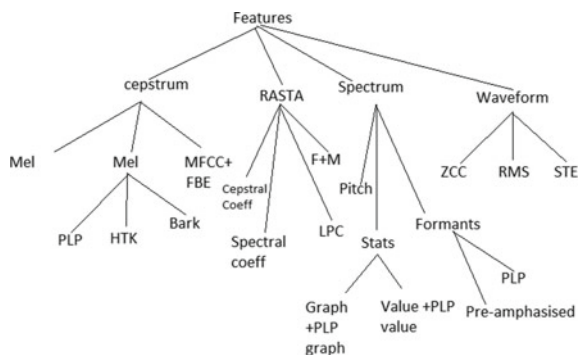 Features
cepstrum
RASTA
Spectrum
Waveform
Mel
Mel
MFCC+
FBE
Cepstral
Coeff
F+M
Pitch
ZCC
RMS
STE
PLP
HTK
Bark
Spectral
coeff
LPC
Stats
Formants
PLP
Graph
+PLP
graph
Value +PLP
value
Pre-amphasised